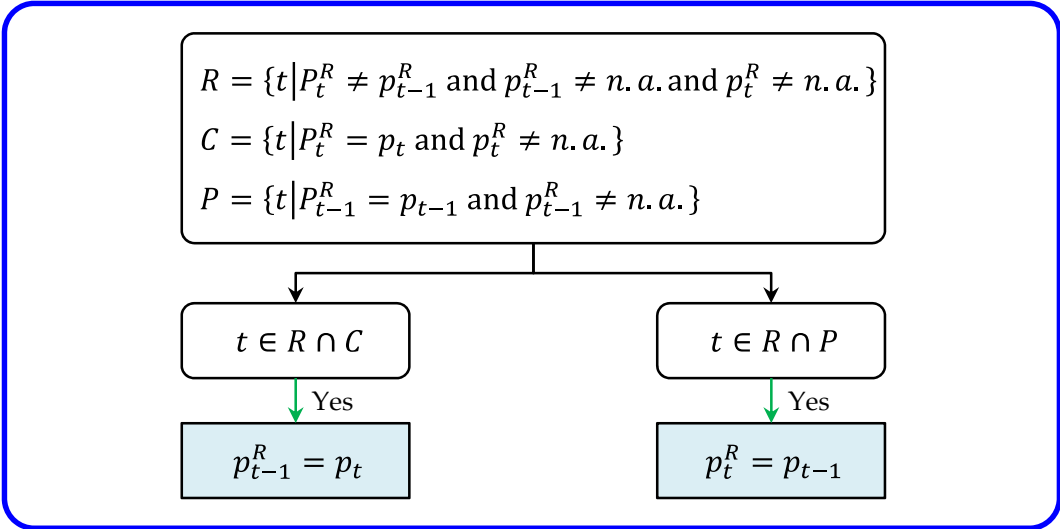 R = {t|P_t^R ≠ p_{t−1}^R and p_{t−1}^R ≠ n.a. and p_t^R ≠ n.a.}
C = {t|P_t^R = p_t and p_t^R ≠ n.a.}
P = {t|P_{t−1}^R = p_{t−1} and p_{t−1}^R ≠ n.a.}
t ∈ R ∩ C
t ∈ R ∩ P
Yes
Yes
p_{t−1}^R = p_t
p_t^R = p_{t−1}